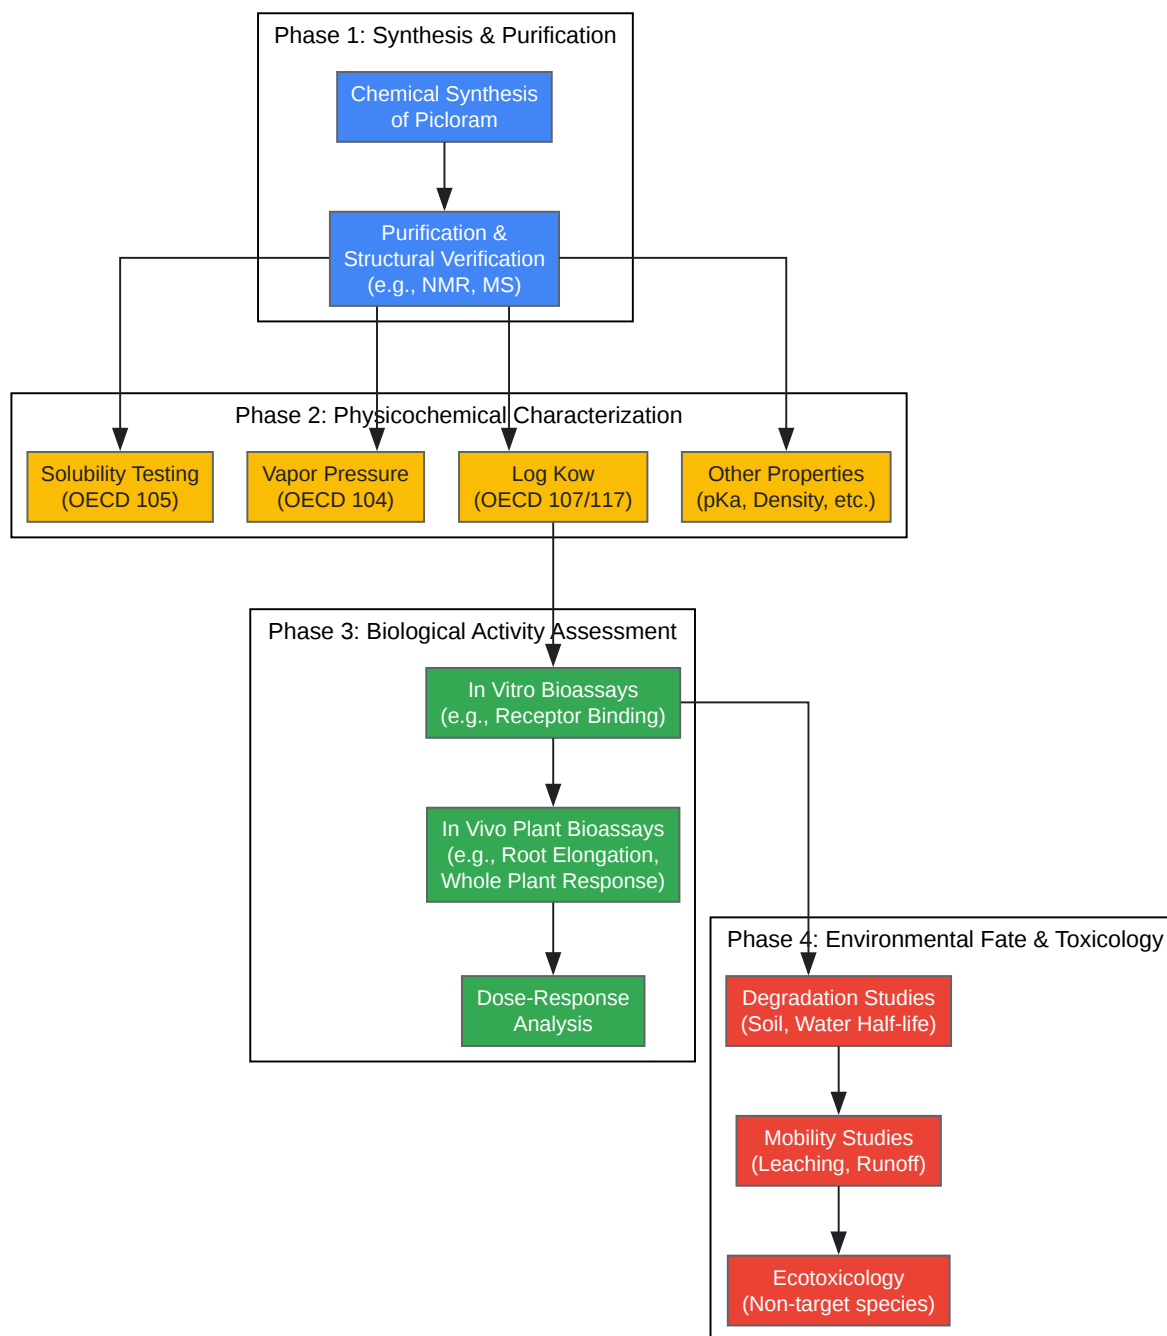 Phase 1: Synthesis & Purification
Chemical Synthesis
of Picloram
Purification &
Structural Verification
(e.g., NMR, MS)
Phase 2: Physicochemical Characterization
Solubility Testing
(OECD 105)
Vapor Pressure
(OECD 104)
Log Kow
(OECD 107/117)
Other Properties
(pKa, Density, etc.)
Phase 3: Biological Activity Assessment
In Vitro Bioassays
(e.g., Receptor Binding)
In Vivo Plant Bioassays
(e.g., Root Elongation,
Whole Plant Response)
Dose-Response
Analysis
Phase 4: Environmental Fate & Toxicology
Degradation Studies
(Soil, Water Half-life)
Mobility Studies
(Leaching, Runoff)
Ecotoxicology
(Non-target species)